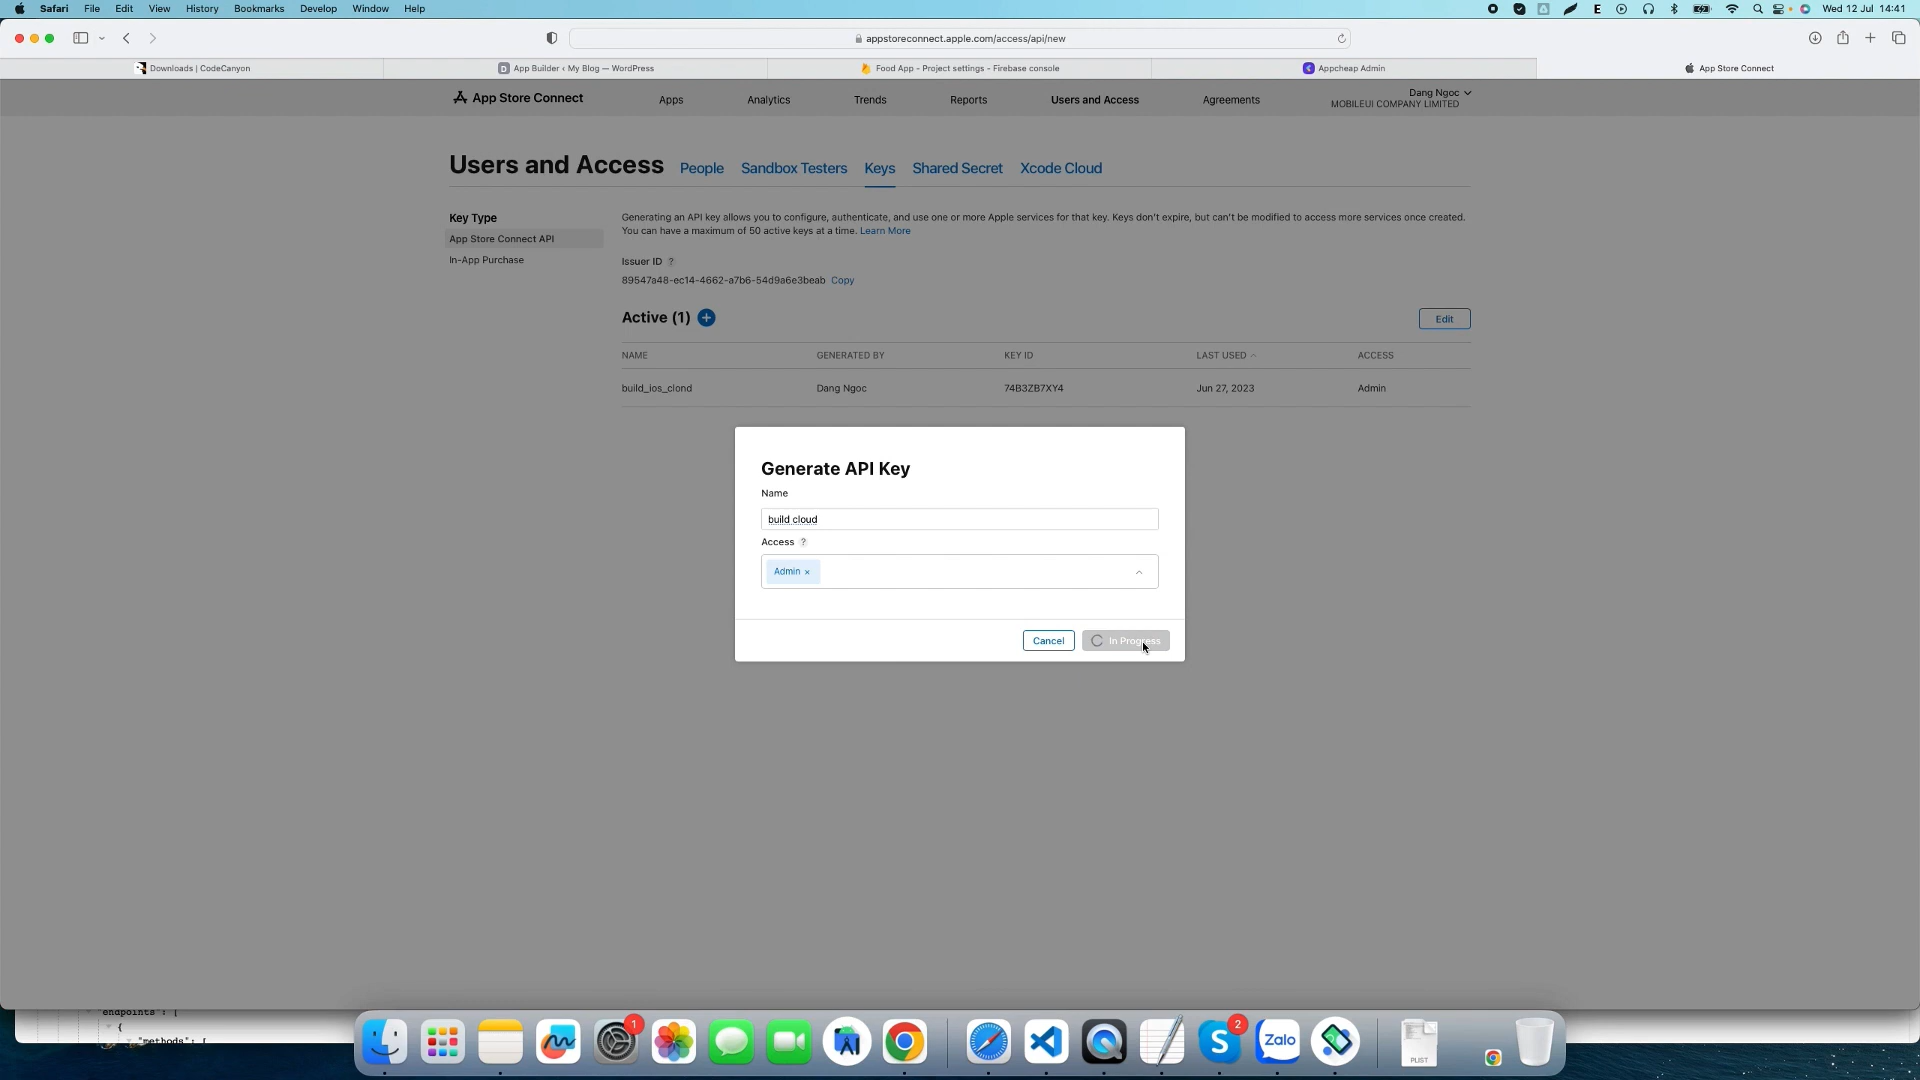 Safari File Edit View History Bookmarks Develop Window Help
E Wed 12 Jul 14:41
appstoreconnect.apple.com/access/api/new
Downloads | CodeCanyon
App Builder ‹ My Blog — WordPress
Food App - Project settings - Firebase console
Appcheap Admin
App Store Connect
App Store Connect
Apps
Analytics
Trends
Reports
Users and Access
Agreements
Dang Ngoc
MOBILEUI COMPANY LIMITED
Users and Access People Sandbox Testers Keys Shared Secret Xcode Cloud
Key Type
App Store Connect API
In-App Purchase
Generating an API key allows you to configure, authenticate, and use one or more Apple services for that key. Keys don't expire, but can't be modified to access more services once created.
You can have a maximum of 50 active keys at a time. Learn More
Issuer ID ?
89547a48-ec14-4662-a7b6-54d9a6e3beab Copy
Active (1) +
Edit
NAME GENERATED BY KEY ID LAST USED ACCESS
build_ios_clond Dang Ngoc 74B3ZB7XY4 Jun 27, 2023 Admin
Generate API Key
Name
build cloud
Access ?
Admin ×
Cancel In Progress
"endpoints": [
{
"methods": [
1
2
Zalo
PLIST